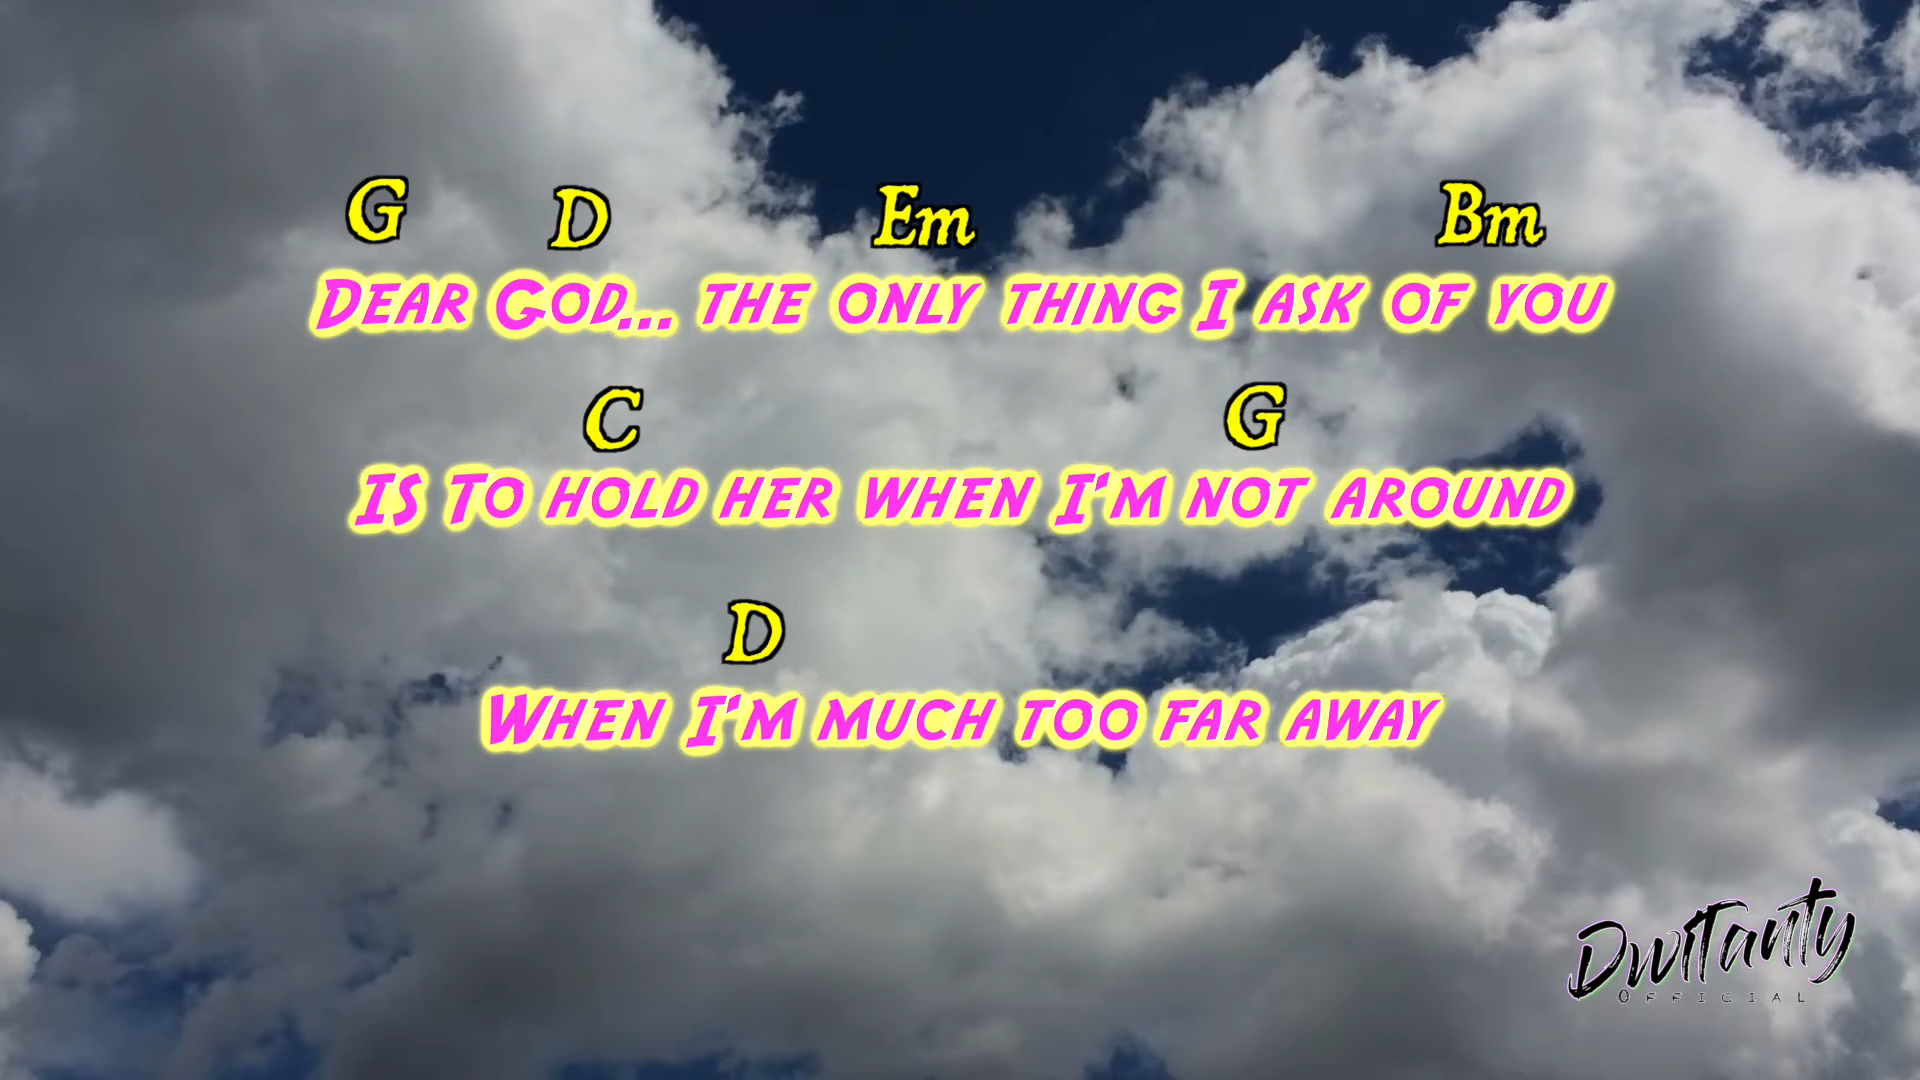 G D Em Bm
Dear God... the only thing I ask of you
C G
is to hold her when I'm not around
D
When I'm much too far away
Dwitanty
Official